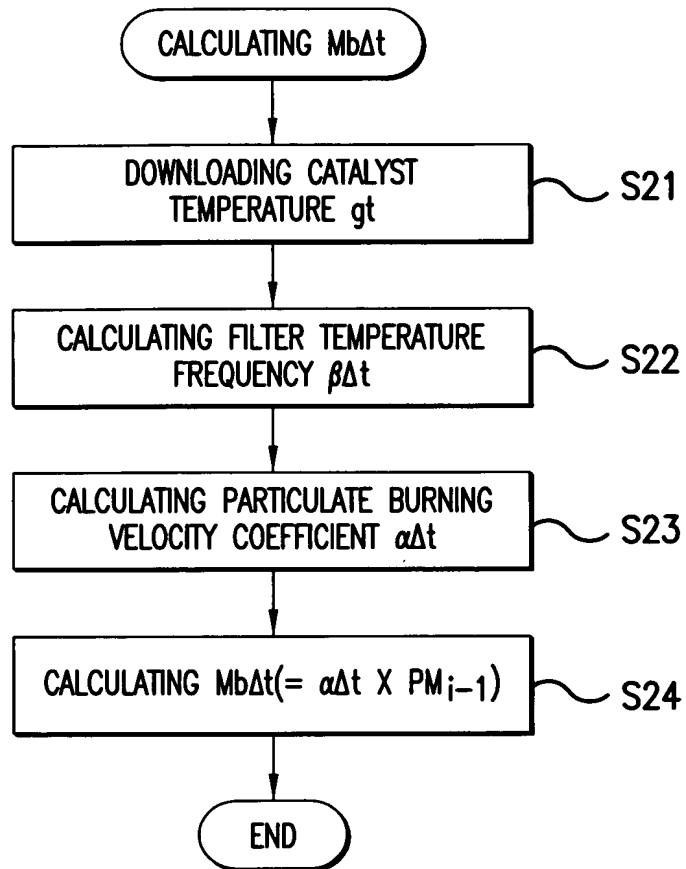 CALCULATING MbΔt
DOWNLOADING CATALYST
TEMPERATURE gt
S21
CALCULATING FILTER TEMPERATURE
FREQUENCY βΔt
S22
CALCULATING PARTICULATE BURNING
VELOCITY COEFFICIENT αΔt
S23
CALCULATING MbΔt(= αΔt X PMi-1)
S24
END